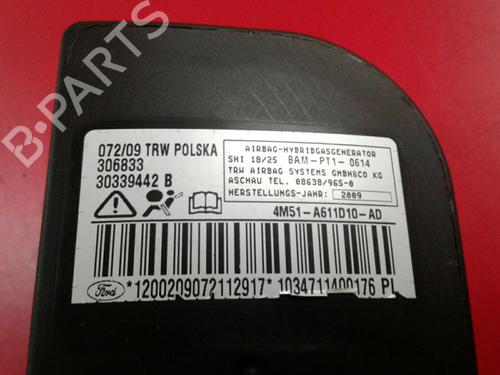 072/09 TRW POLSKA
306833
30339442 B
AIRBAG-HYBRIDGASGENERATOR
SHI 18/25 BAM-PT1-0614
TRW AIRBAG SYSTEMS GMBH&CO KG
ASCHAU TEL. 08638/965-0
HERSTELLUNGS-JAHR: 2009
4M51-A611D10-AD
Ford
*1200209072112917*1034711400176 PL
B-PARTS